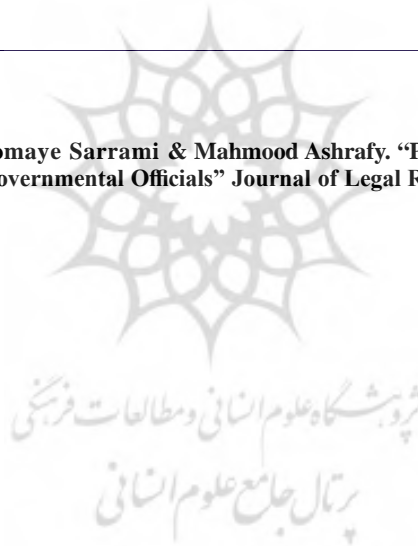 omaye Sarrami & Mahmood Ashrafy. “
overnmental Officials” Journal of Legal
پژوهشگاه علوم انسانی و مطالعات فرهنگی
پرتال جامع علوم انسانی